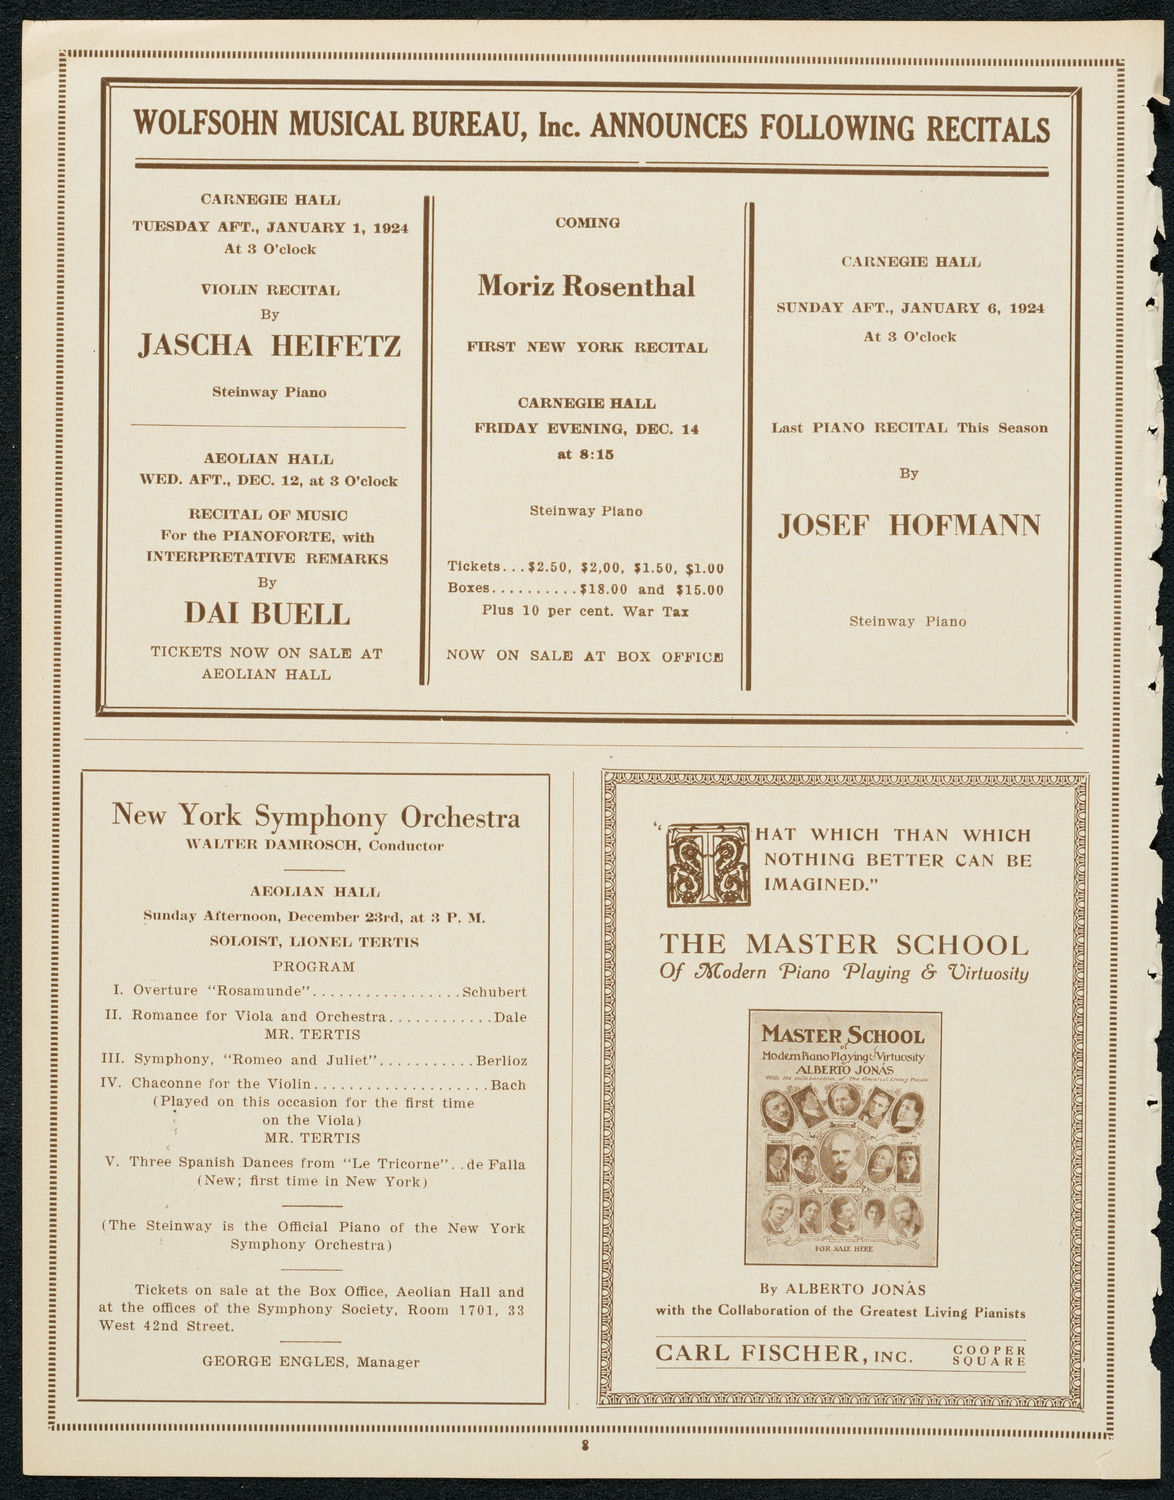 WOLFSOHN MUSICAL BUREAU, Inc. ANNOUNCES FOLLOWING RECITALS
CARNEGIE HALL
TUESDAY AFT., JANUARY 1, 1924
At 3 O'clock
VIOLIN RECITAL
By
JASCHA HEIFETZ
Steinway Piano
AEOLIAN HALL
WED. AFT., DEC. 12, at 3 O'clock
RECITAL OF MUSIC
For the PIANOFORTE, with
INTERPRETATIVE REMARKS
By
DAI BUELL
TICKETS NOW ON SALE AT
AEOLIAN HALL
COMING
Moriz Rosenthal
FIRST NEW YORK RECITAL
CARNEGIE HALL
FRIDAY EVENING, DEC. 14
at 8:15
Steinway Piano
Tickets...$2.50, $2,00, $1.50, $1.00
Boxes..........$18.00 and $15.00
Plus 10 per cent. War Tax
NOW ON SALE AT BOX OFFICE
CARNEGIE HALL
SUNDAY AFT., JANUARY 6, 1924
At 3 O'clock
Last PIANO RECITAL This Season
By
JOSEF HOFMANN
Steinway Piano
New York Symphony Orchestra
WALTER DAMROSCH, Conductor
AEOLIAN HALL
Sunday Afternoon, December 23rd, at 3 P. M.
SOLOIST, LIONEL TERTIS
PROGRAM
I. Overture "Rosamunde".................Schubert
II. Romance for Viola and Orchestra............Dale
MR. TERTIS
III. Symphony, "Romeo and Juliet"...........Berlioz
IV. Chaconne for the Violin....................Bach
(Played on this occasion for the first time
on the Viola)
MR. TERTIS
V. Three Spanish Dances from "Le Tricorne"..de Falla
(New; first time in New York)
(The Steinway is the Official Piano of the New York
Symphony Orchestra)
Tickets on sale at the Box Office, Aeolian Hall and
at the offices of the Symphony Society, Room 1701, 33
West 42nd Street.
GEORGE ENGLES, Manager
"THAT WHICH THAN WHICH
NOTHING BETTER CAN BE
IMAGINED."
THE MASTER SCHOOL
Of Modern Piano Playing & Virtuosity
MASTER SCHOOL
of
Modern Piano Playing & Virtuosity
ALBERTO JONÁS
With the collaboration of The Greatest Living Pianists
FOR SALE HERE
By ALBERTO JONÁS
with the Collaboration of the Greatest Living Pianists
CARL FISCHER, INC. COOPER SQUARE
8